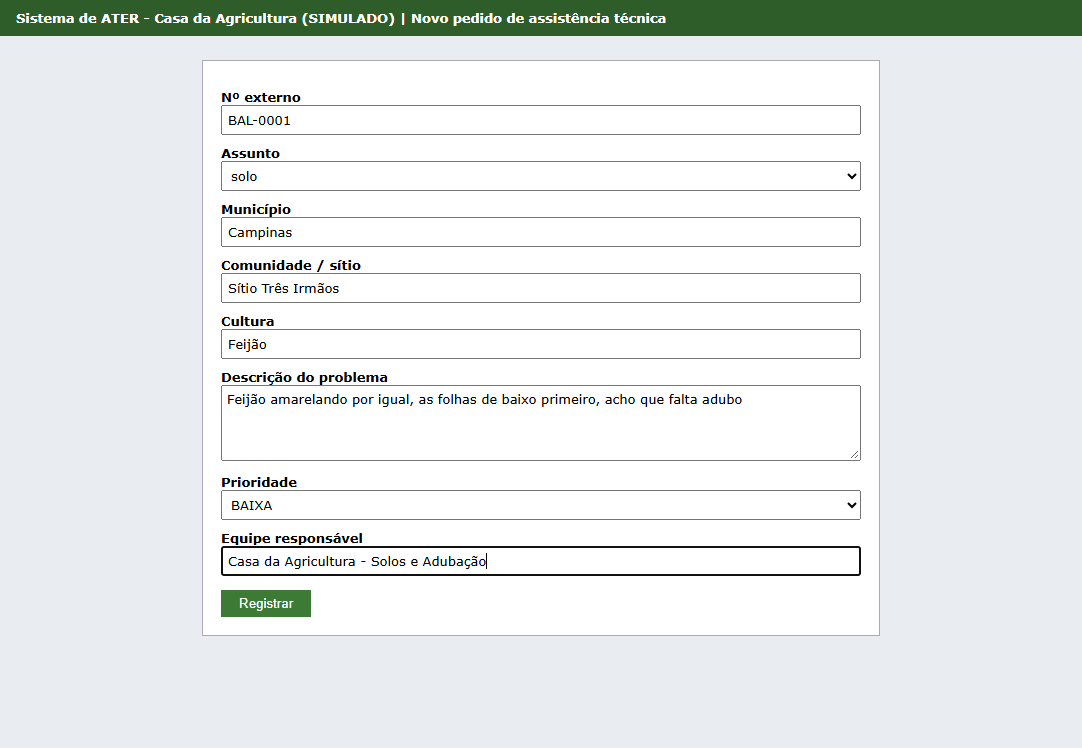 Sistema de ATER - Casa da Agricultura (SIMULADO) | Novo pedido de assistência técnica
Nº externo
BAL-0001
Assunto
solo
Município
Campinas
Comunidade / sítio
Sítio Três Irmãos
Cultura
Feijão
Descrição do problema
Feijão amarelando por igual, as folhas de baixo primeiro, acho que falta adubo
Prioridade
BAIXA
Equipe responsável
Casa da Agricultura - Solos e Adubação
Registrar